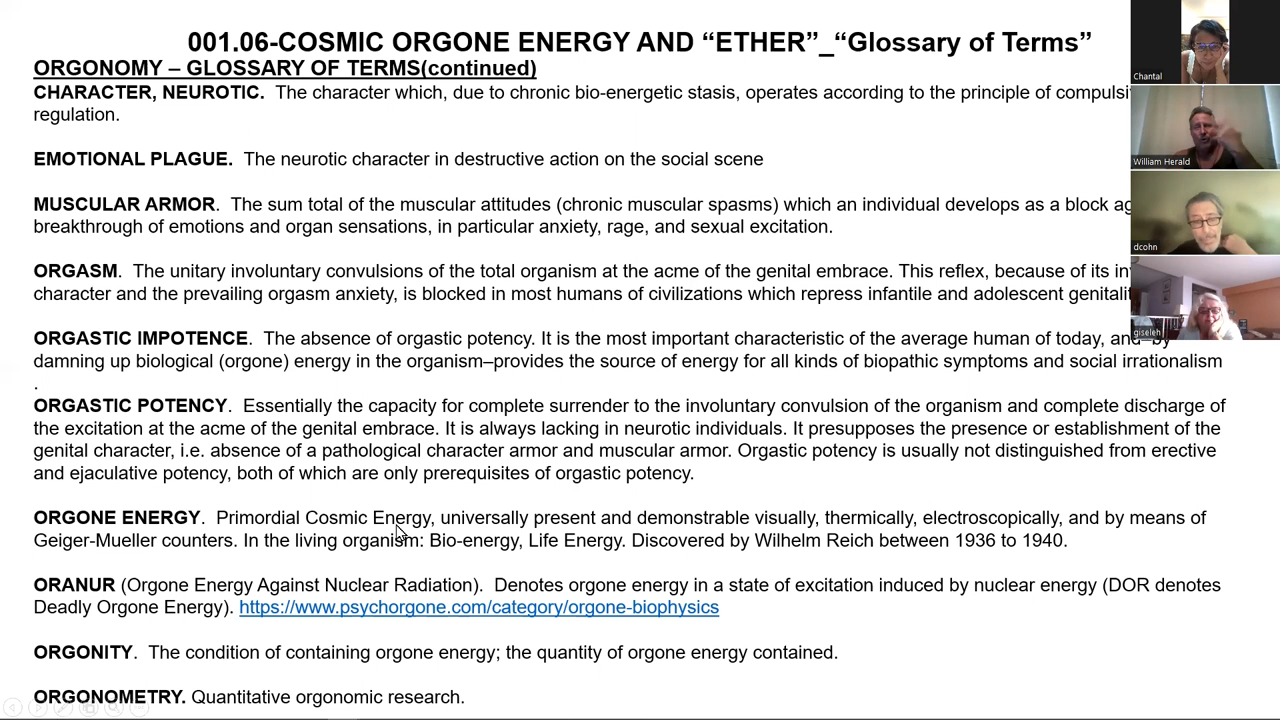 001.06-COSMIC ORGONE ENERGY AND “ETHER”_“Glossary of Terms”
ORGONOMY – GLOSSARY OF TERMS(continued)
CHARACTER, NEUROTIC. The character which, due to chronic bio-energetic stasis, operates according to the principle of
regulation.
EMOTIONAL PLAGUE. The neurotic character in destructive action on the social scene
MUSCULAR ARMOR. The sum total of the muscular attitudes (chronic muscular spasms) which an individual develops as a block
breakthrough of emotions and organ sensations, in particular anxiety, rage, and sexual excitation.
ORGASM. The unitary involuntary convulsions of the total organism at the acme of the genital embrace. This reflex, because of its
character and the prevailing orgasm anxiety, is blocked in most humans of civilizations which repress infantile and adolescent
ORGASTIC IMPOTENCE. The absence of orgastic potency. It is the most important characteristic of the average human of today, and–by
damning up biological (orgone) energy in the organism–provides the source of energy for all kinds of biopathic symptoms and social irrationalism
.
ORGASTIC POTENCY. Essentially the capacity for complete surrender to the involuntary convulsion of the organism and complete discharge of
the excitation at the acme of the genital embrace. It is always lacking in neurotic individuals. It presupposes the presence or establishment of the
genital character, i.e. absence of a pathological character armor and muscular armor. Orgastic potency is usually not distinguished from erective
and ejaculative potency, both of which are only prerequisites of orgastic potency.
ORGONE ENERGY. Primordial Cosmic Energy, universally present and demonstrable visually, thermically, electroscopically, and by means of
Geiger-Mueller counters. In the living organism: Bio-energy, Life Energy. Discovered by Wilhelm Reich between 1936 to 1940.
ORANUR (Orgone Energy Against Nuclear Radiation). Denotes orgone energy in a state of excitation induced by nuclear energy (DOR denotes
Deadly Orgone Energy). https://www.psychorgone.com/category/orgone-biophysics
ORGONITY. The condition of containing orgone energy; the quantity of orgone energy contained.
ORGONOMETRY. Quantitative orgonomic research.
Chantal
William Herald
dcohn
giseleh